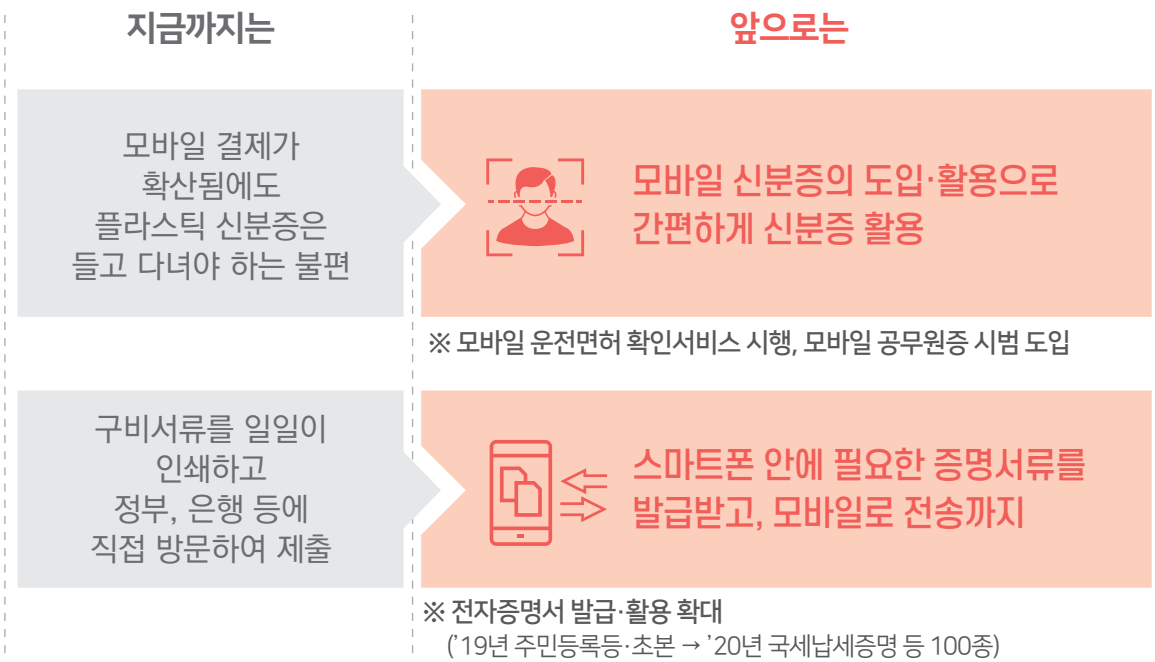 지금까지는
앞으로는
모바일 결제가
확산됨에도
플라스틱 신분증은
들고 다녀야 하는 불편
모바일 신분증의 도입·활용으로
간편하게 신분증 활용
※ 모바일 운전면허 확인서비스 시행, 모바일 공무원증 시범 도입
구비서류를 일일이
인쇄하고
정부, 은행 등에
직접 방문하여 제출
스마트폰 안에 필요한 증명서류를
발급받고, 모바일로 전송까지
※ 전자증명서 발급·활용 확대
(’19년 주민등록등·초본 → ’20년 국세납세증명 등 100종)